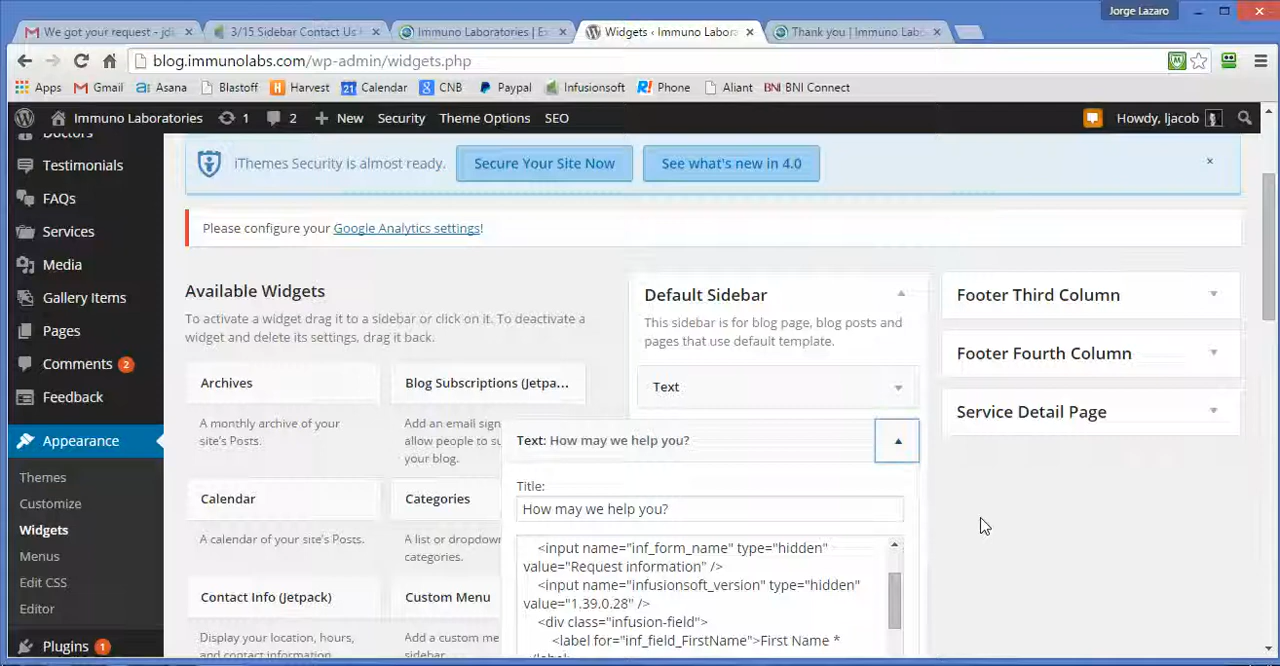 Jorge Lazaro
We got your request - jd
3/15 Sidebar Contact Us
Immuno Laboratories | Ex
Widgets ‹ Immuno Labora
Thank you | Immuno Lab
blog.immunolabs.com/wp-admin/widgets.php
Apps Gmail Asana Blastoff Harvest 21 Calendar CNB Paypal Infusionsoft Phone Aliant BNI BNI Connect
Immuno Laboratories 1 2 New Security Theme Options SEO Howdy, ljacob
Doctors
Testimonials
FAQs
Services
Media
Gallery Items
Pages
Comments 2
Feedback
Appearance
Themes
Customize
Widgets
Menus
Edit CSS
Editor
Plugins 1
iThemes Security is almost ready. Secure Your Site Now See what's new in 4.0 ×
Please configure your Google Analytics settings!
Available Widgets
To activate a widget drag it to a sidebar or click on it. To deactivate a
widget and delete its settings, drag it back.
Archives
A monthly archive of your
site's Posts.
Blog Subscriptions (Jetpa...
Add an email sign
allow people to su
your blog.
Calendar
A calendar of your site's Posts.
Categories
A list or dropdown
categories.
Contact Info (Jetpack)
Display your location, hours,
and contact information.
Custom Menu
Add a custom me
sidebar.
Default Sidebar
This sidebar is for blog page, blog posts and
pages that use default template.
Text
Text: How may we help you?
Title:
How may we help you?
<input name="inf_form_name" type="hidden"
value="Request information" />
<input name="infusionsoft_version" type="hidden"
value="1.39.0.28" />
<div class="infusion-field">
<label for="inf_field_FirstName">First Name *
</label>
Footer Third Column
Footer Fourth Column
Service Detail Page